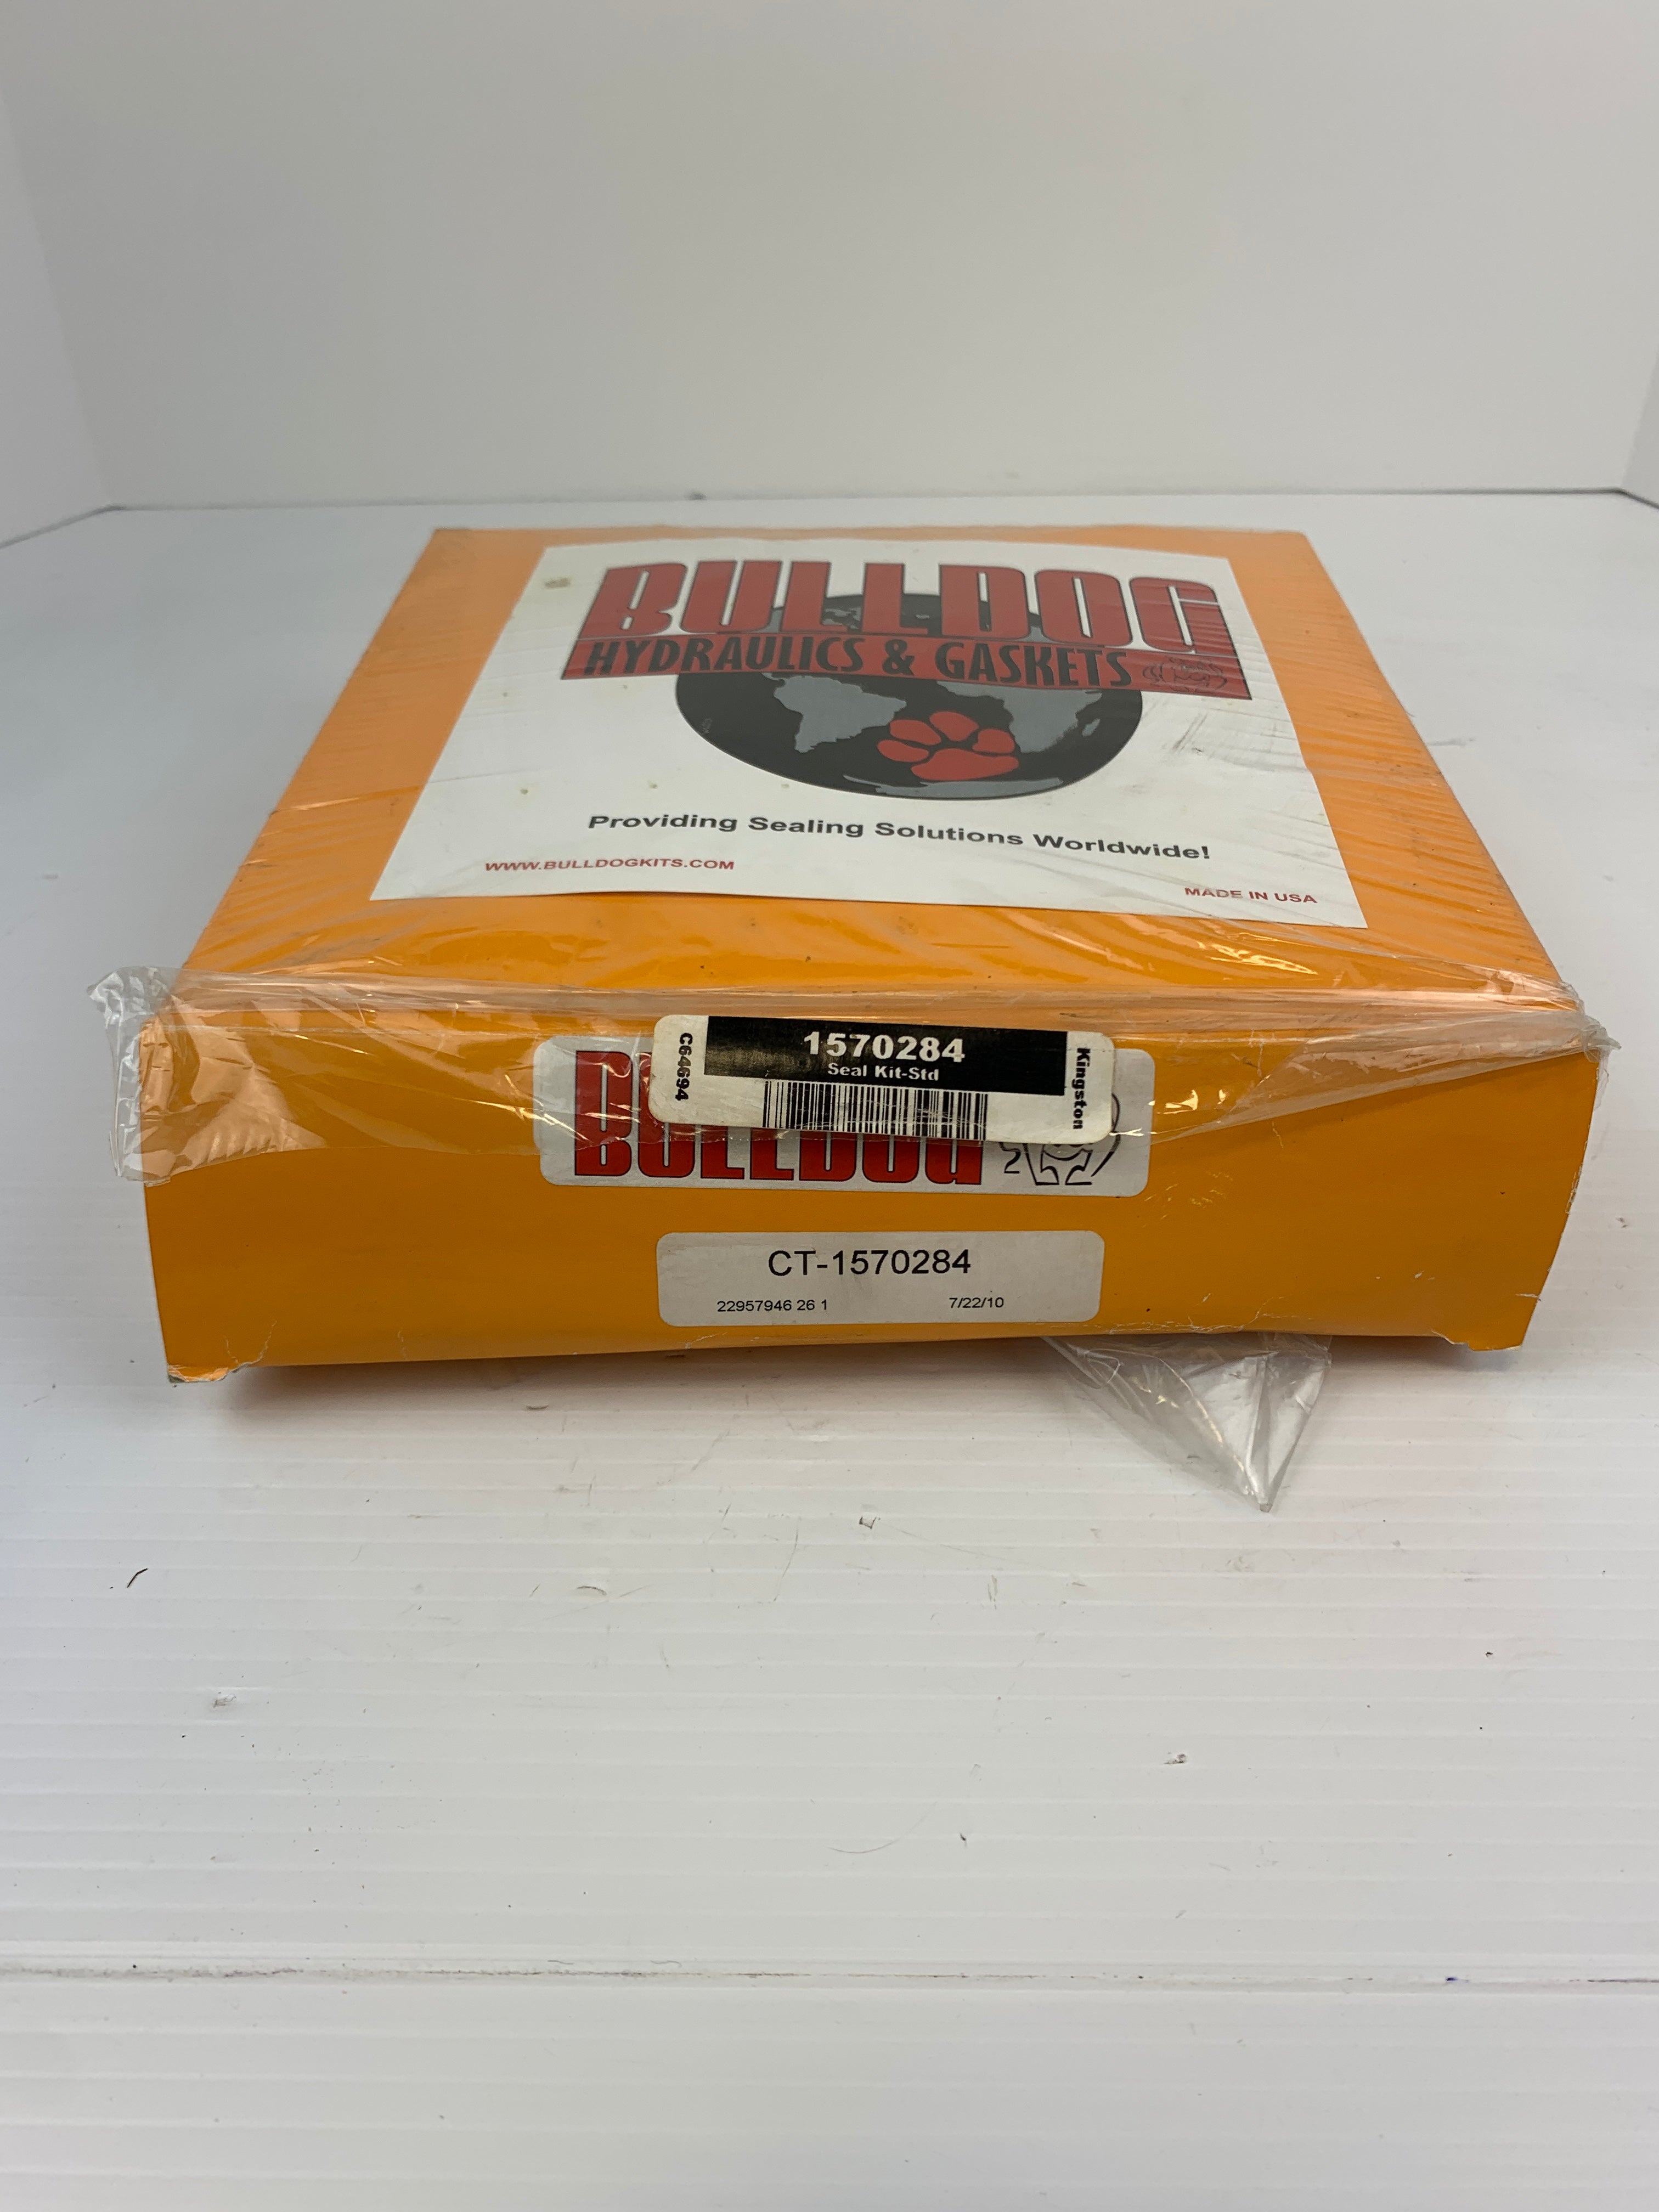 BULLDOG
HYDRAULICS & GASKETS
Providing Sealing Solutions Worldwide!
WWW.BULLDOGKITS.COM
MADE IN USA
C64694
1570284
Seal Kit-Std
Kingston
BULLDOG
CT-1570284
22957946 26 1
7/22/10